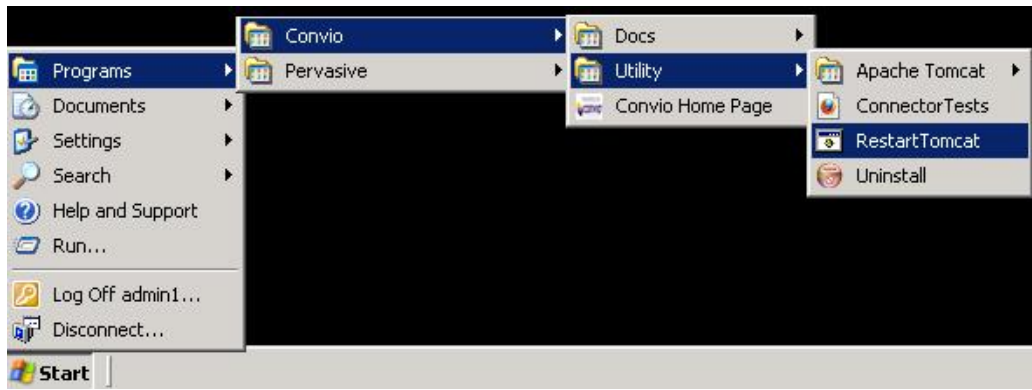 Programs
Documents
Settings
Search
Help and Support
Run...
Log Off admin1...
Disconnect...
Start
Convio
Pervasive
Docs
Utility
Convio Home Page
Apache Tomcat
ConnectorTests
RestartTomcat
Uninstall